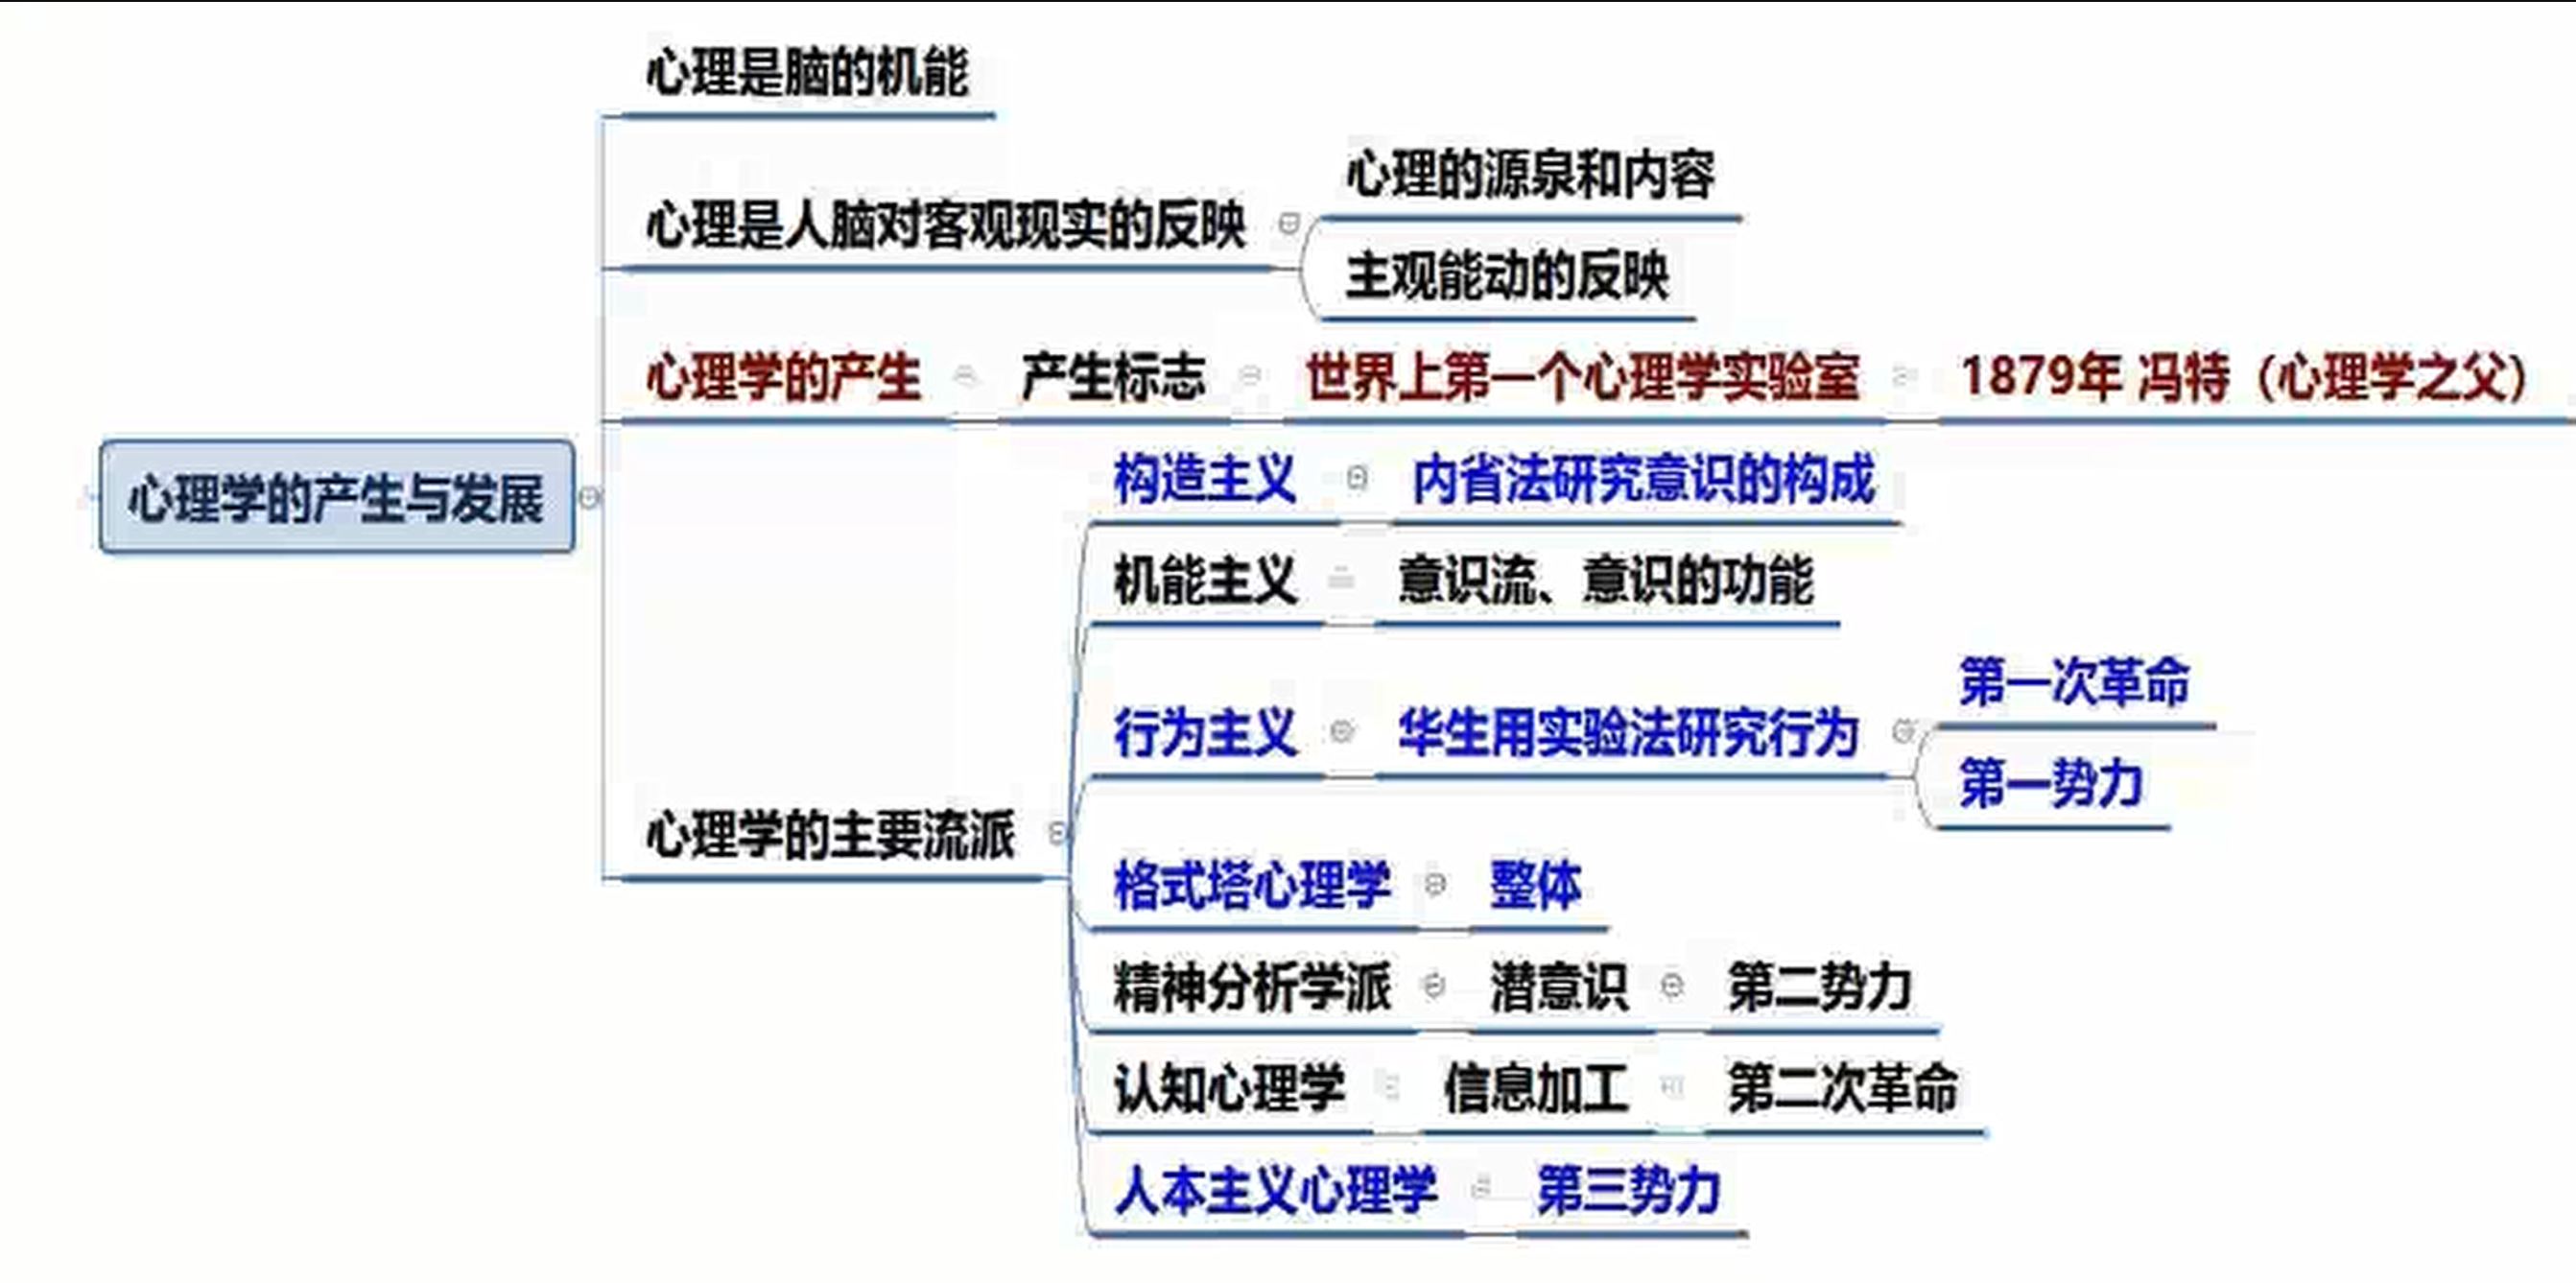 心理是脑的机能
心理的源泉和内容
心理是人脑对客观现实的反映
主观能动的反映
心理学的产生 产生标志 世界上第一个心理学实验室 1879年 冯特（心理学之父）
构造主义 内省法研究意识的构成
心理学的产生与发展
机能主义 意识流、意识的功能
第一次革命
行为主义 华生用实验法研究行为
第一势力
心理学的主要流派
格式塔心理学 整体
精神分析学派 潜意识 第二势力
认知心理学 信息加工 第二次革命
人本主义心理学 第三势力